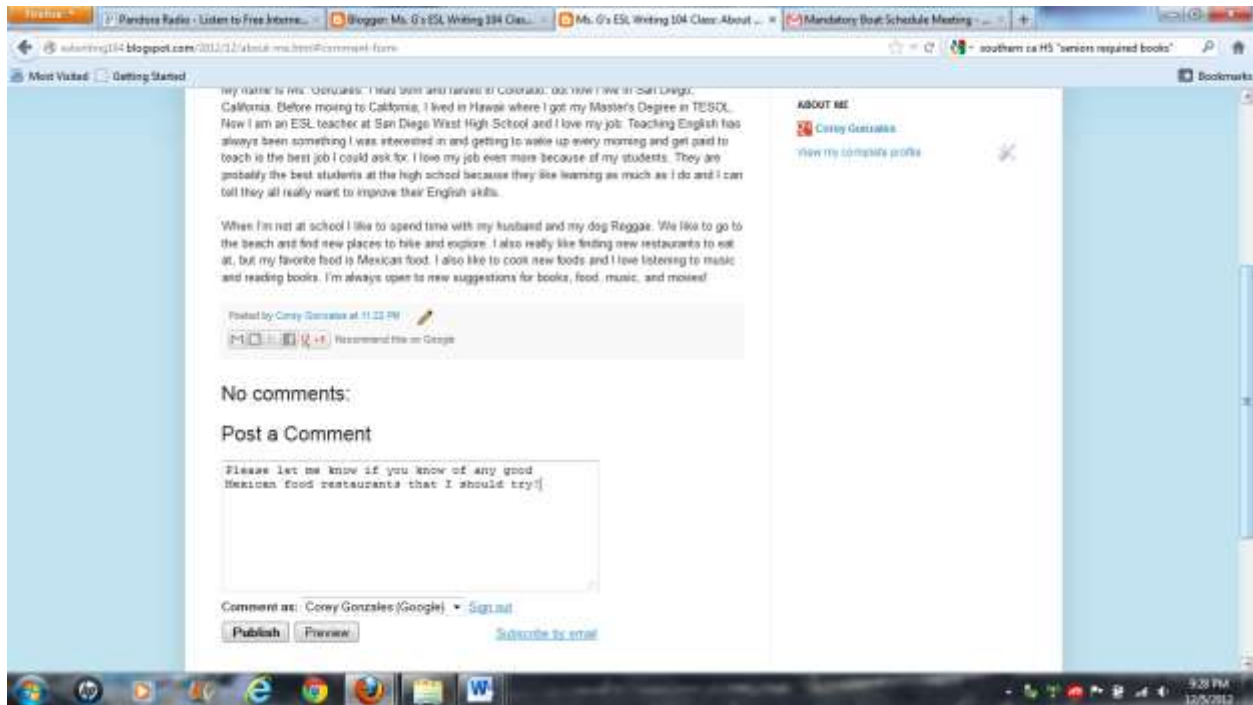 Firefox
Pandora Radio - Listen to Free Interne...
Blogger: Ms. G's ESL Writing 104 Clas...
Ms. G's ESL Writing 104 Class: About ...
Mandatory Boat Schedule Meeting - ...
blogspot.com/2012/12/about-me.html#comment-form
southern ca HS "seniors required books"
Most Visited
Getting Started
Bookmarks
My name is Ms. Gonzales. I was born and raised in Colorado, but now I live in San Diego,
California. Before moving to California, I lived in Hawaii where I got my Master's Degree in TESOL.
Now I am an ESL teacher at San Diego West High School and I love my job. Teaching English has
always been something I was interested in and getting to wake up every morning and get paid to
teach is the best job I could ask for. I love my job even more because of my students. They are
probably the best students at the high school because they like learning as much as I do and I can
tell they all really want to improve their English skills.
When I'm not at school I like to spend time with my husband and my dog Reggae. We like to go to
the beach and find new places to hike and explore. I also really like finding new restaurants to eat
at, but my favorite food is Mexican food. I also like to cook new foods and I love listening to music
and reading books. I'm always open to new suggestions for books, food, music, and movies!
Posted by Corey Gonzales at 11:22 PM
+1 Recommend this on Google
ABOUT ME
Corey Gonzales
View my complete profile
No comments:
Post a Comment
Please let me know if you know of any good
Mexican food restaurants that I should try!
Comment as: Corey Gonzales (Google) Sign out
Publish Preview
Subscribe by email
9:28 PM
12/5/2012